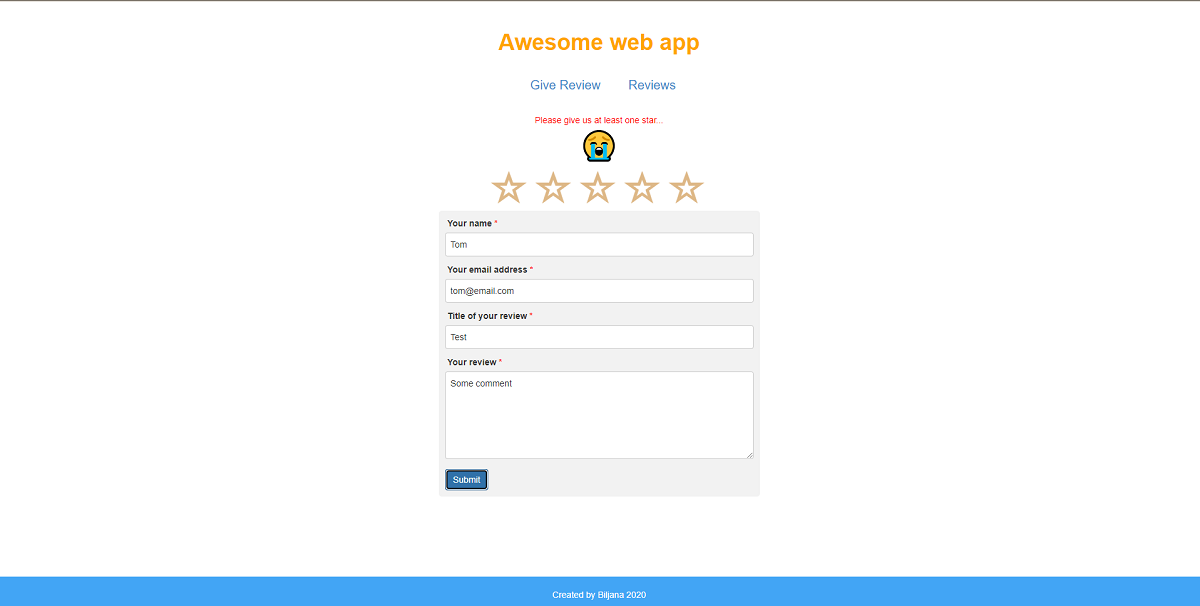 Awesome web app
Give Review Reviews
Please give us at least one star...
Your name *
Tom
Your email address *
tom@email.com
Title of your review *
Test
Your review *
Some comment
Submit
Created by Biljana 2020